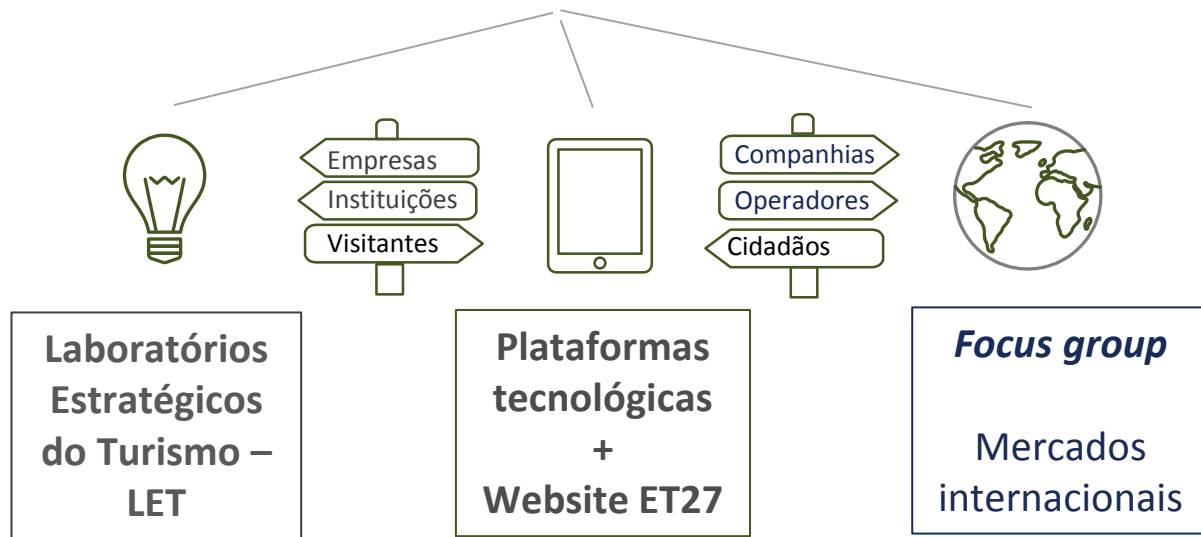 Empresas
Instituições
Visitantes
Companhias
Operadores
Cidadãos
Laboratórios
Estratégicos
do Turismo –
LET
Plataformas
tecnológicas
+
Website ET27
Focus group
Mercados
internacionais